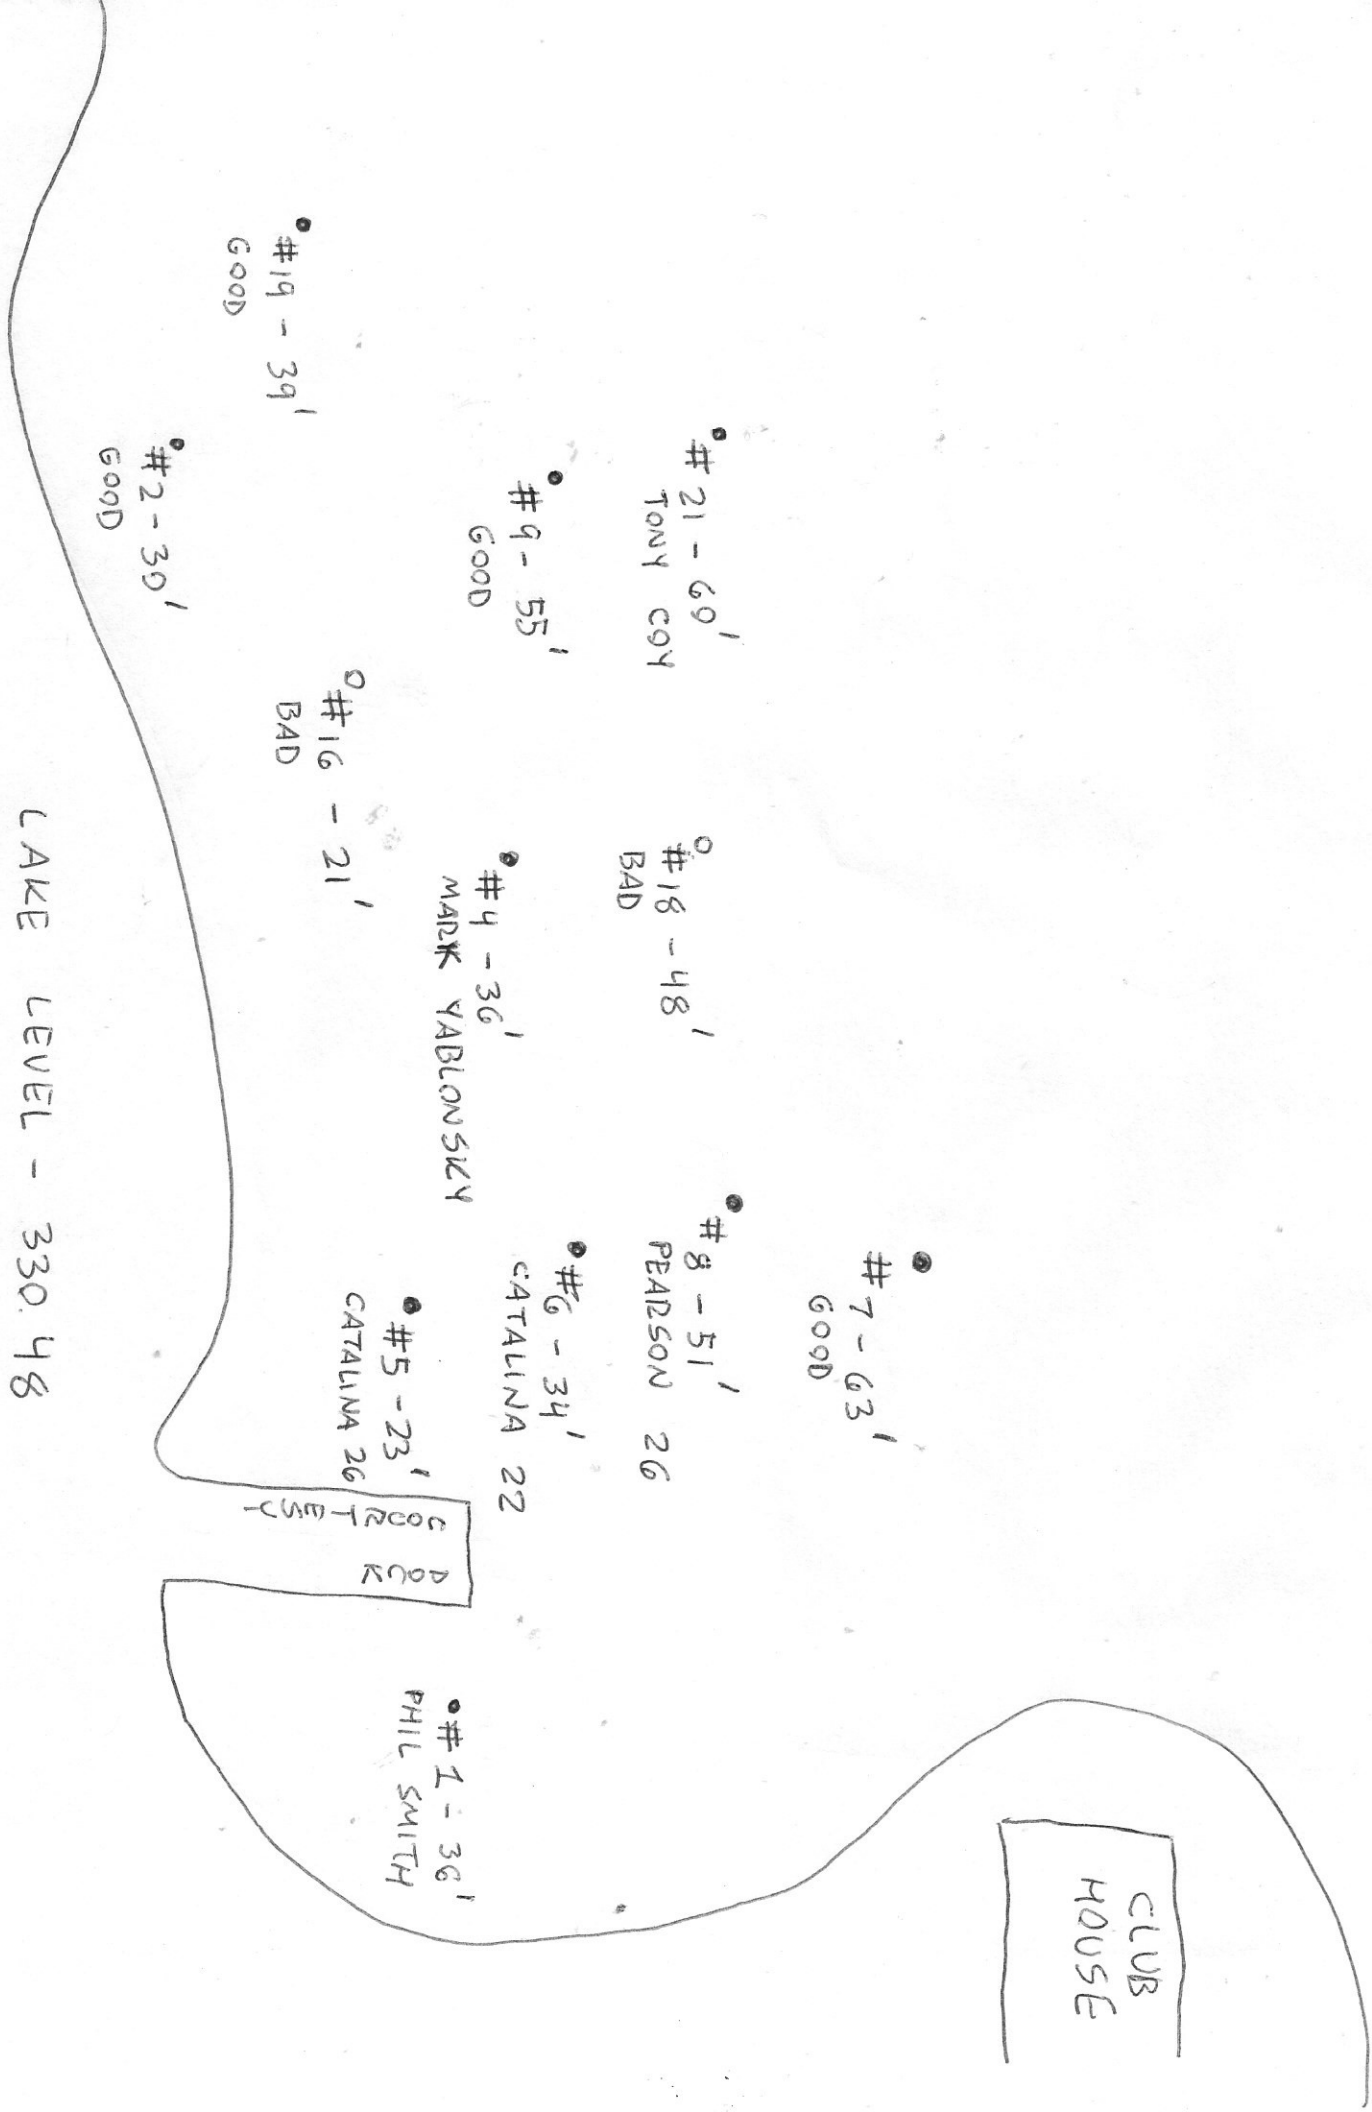 CLUB
HOUSE
#7 - 63'
GOOD
#21 - 60'
TONY COY
#18 - 48'
BAD
#8 - 51'
PEARSON 26
#9 - 55'
GOOD
#4 - 36'
MARK YABLONSKY
#6 - 34'
CATALINA 22
#1 - 36'
PHIL SMITH
COURTESY
DOCK
#5 - 23'
CATALINA 26
#16 - 21'
BAD
#19 - 39'
GOOD
#2 - 30'
GOOD
LAKE LEVEL - 330.48